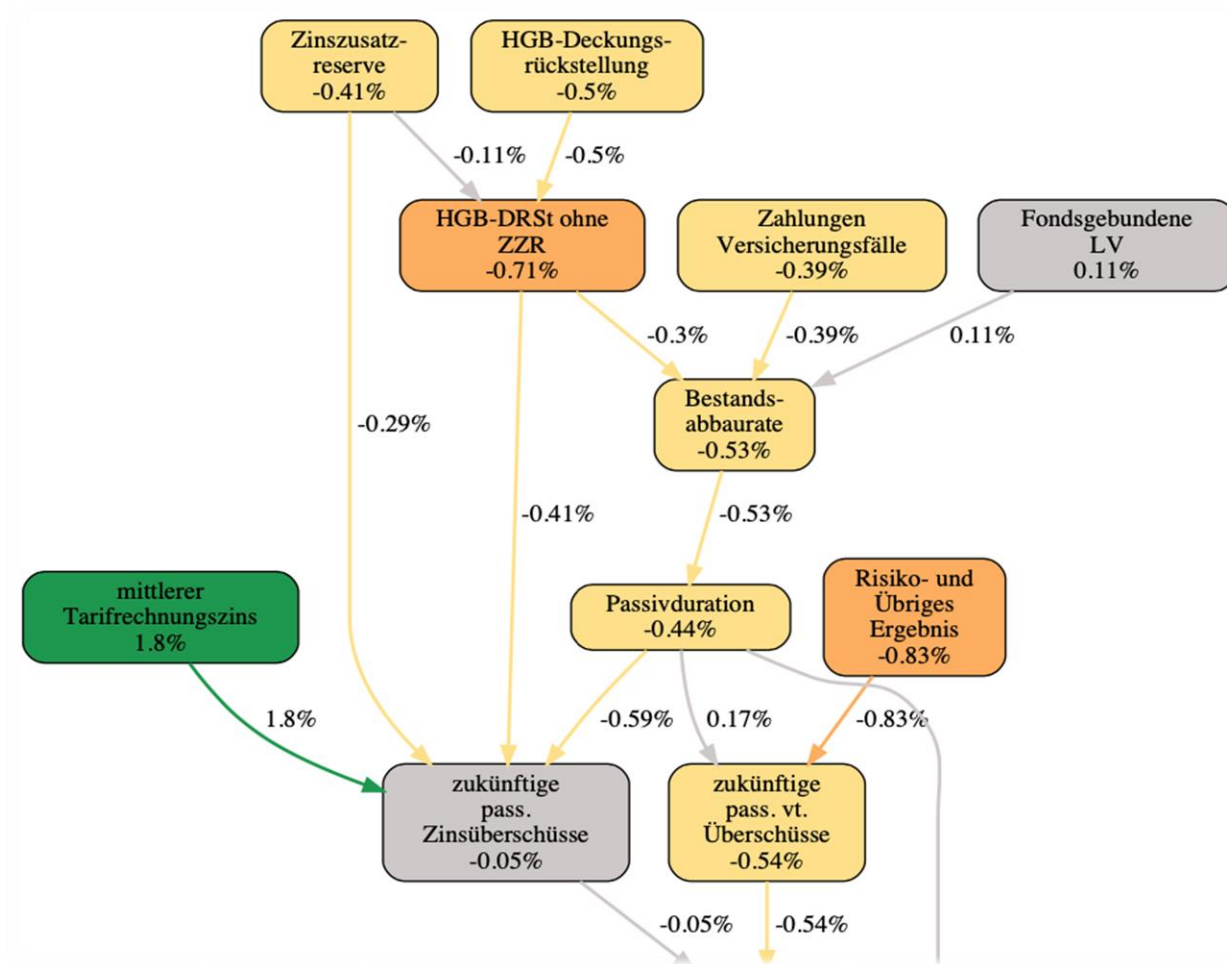 Zinszusatz-
reserve
-0.41%
HGB-Deckungs-
rückstellung
-0.5%
-0.11%
-0.5%
HGB-DRSt ohne
ZZR
-0.71%
Zahlungen
Versicherungsfälle
-0.39%
Fondsgebundene
LV
0.11%
-0.3%
-0.39%
0.11%
Bestands-
abbaurate
-0.53%
-0.29%
-0.41%
-0.53%
mittlerer
Tarifrechnungszins
1.8%
Passivduration
-0.44%
Risiko- und
Übriges
Ergebnis
-0.83%
1.8%
-0.59%
0.17%
-0.83%
zukünftige
pass.
Zinsüberschüsse
-0.05%
zukünftige
pass. vt.
Überschüsse
-0.54%
-0.05%
-0.54%